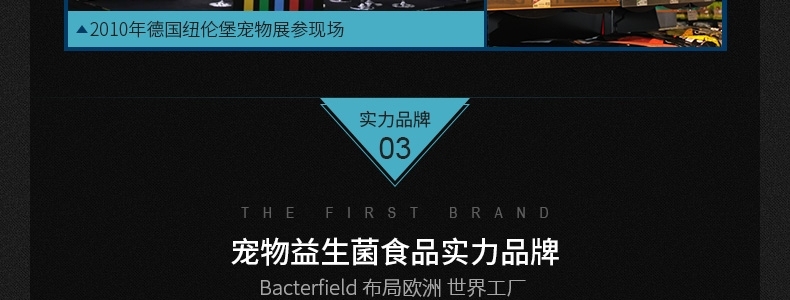 ▲2010年德国纽伦堡宠物展参现场
实力品牌
03
THE FIRST BRAND
宠物益生菌食品实力品牌
Bacterfield 布局欧洲 世界工厂